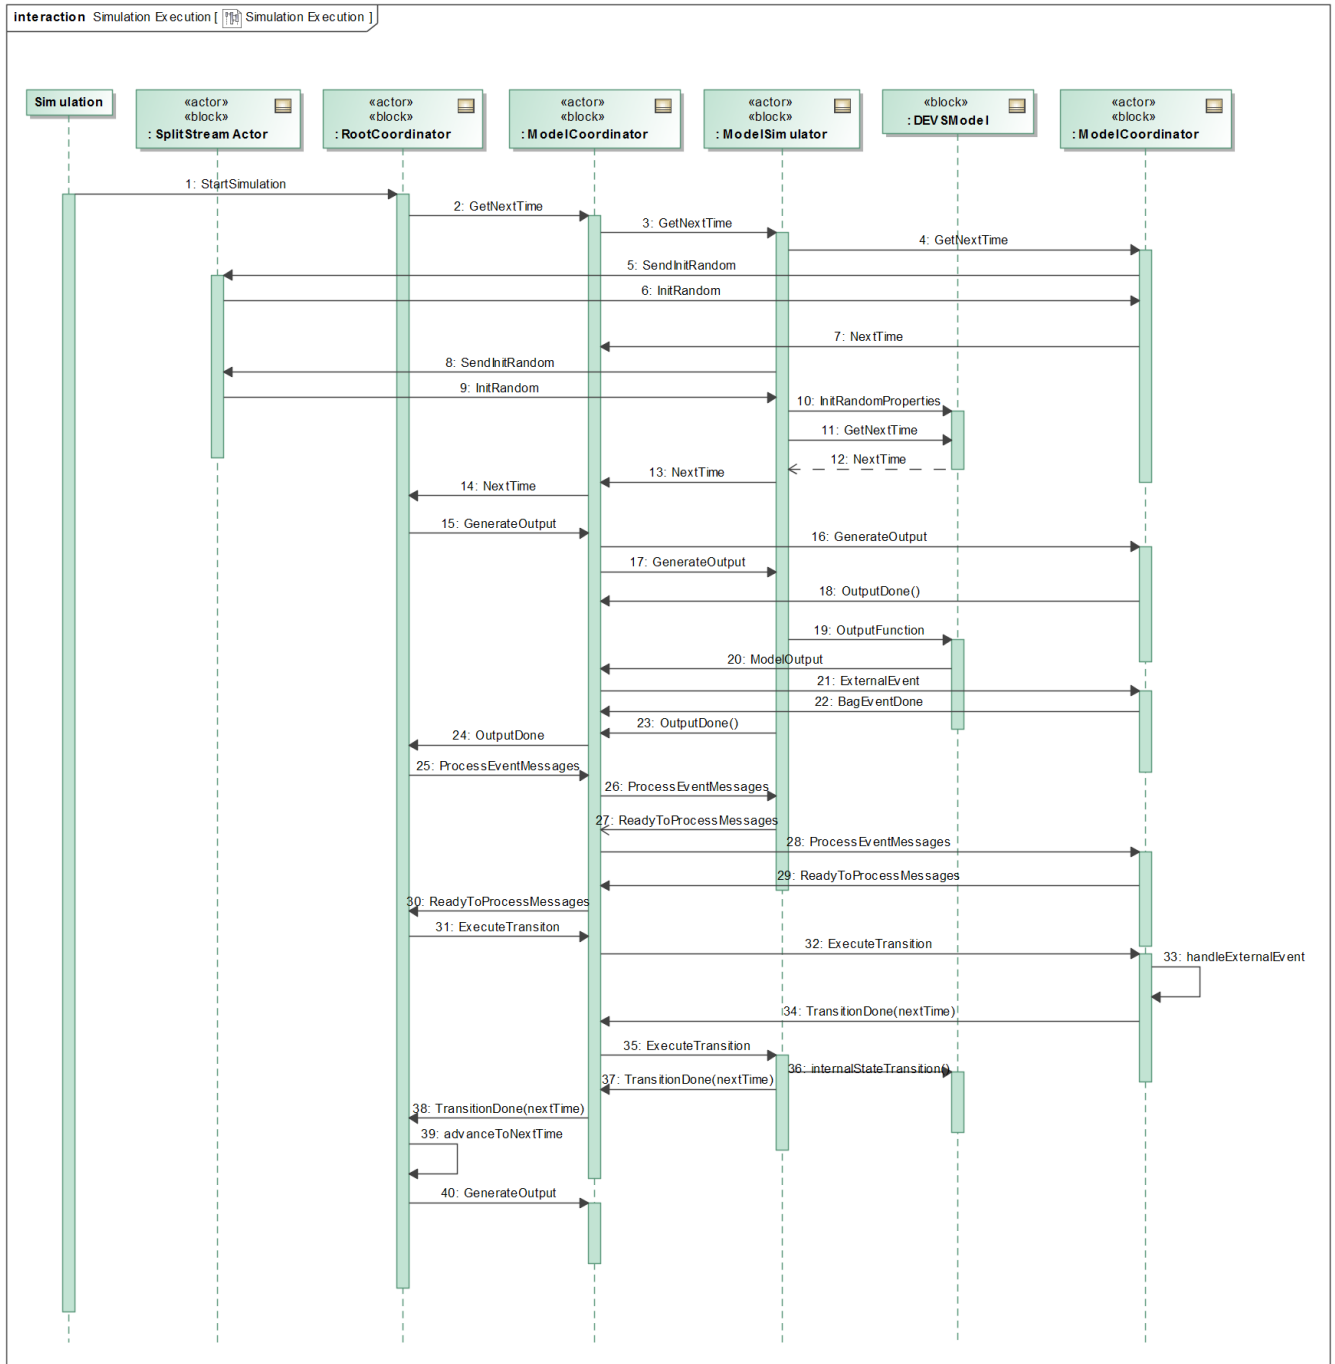 interaction Simulation Execution [ Simulation Execution ]
Simulation
«actor»
«block»
: SplitStreamActor
«actor»
«block»
: RootCoordinator
«actor»
«block»
: ModelCoordinator
«actor»
«block»
: ModelSimulator
«block»
: DEVSModel
«actor»
«block»
: ModelCoordinator
1: StartSimulation
2: GetNextTime
3: GetNextTime
4: GetNextTime
5: SendInitRandom
6: InitRandom
7: NextTime
8: SendInitRandom
9: InitRandom
10: InitRandomProperties
11: GetNextTime
12: NextTime
13: NextTime
14: NextTime
15: GenerateOutput
16: GenerateOutput
17: GenerateOutput
18: OutputDone()
19: OutputFunction
20: ModelOutput
21: ExternalEvent
22: BagEventDone
23: OutputDone()
24: OutputDone
25: ProcessEventMessages
26: ProcessEventMessages
27: ReadyToProcessMessages
28: ProcessEventMessages
29: ReadyToProcessMessages
30: ReadyToProcessMessages
31: ExecuteTransiton
32: ExecuteTransition
33: handleExternalEvent
34: TransitionDone(nextTime)
35: ExecuteTransition
36: internalStateTransition()
37: TransitionDone(nextTime)
38: TransitionDone(nextTime)
39: advanceToNextTime
40: GenerateOutput